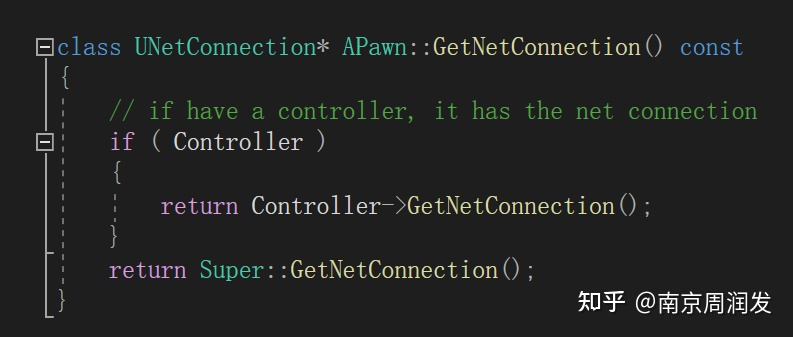 class UNetConnection* APawn::GetNetConnection() const
{
// if have a controller, it has the net connection
if ( Controller )
{
return Controller->GetNetConnection();
}
return Super::GetNetConnection();
}
知乎 @南京周润发